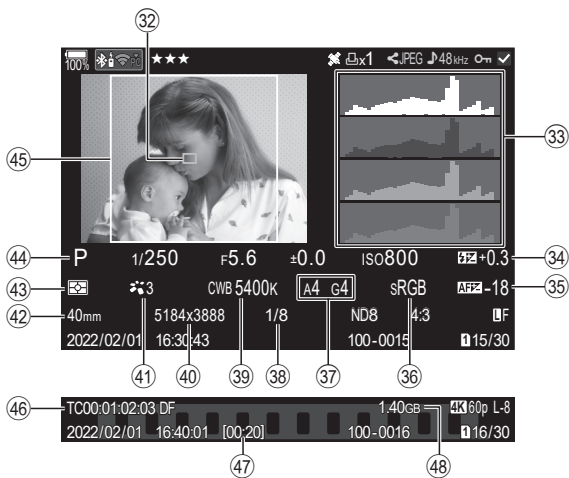 32
100% PC ★★★ x1 JPEG 48kHz
45
33
44 P 1/250 F5.6 ±0.0 ISO800 +0.3 34
43 3 CWB 5400K A4 G4 sRGB AFFZ -18 35
42 40mm 5184x3888 1/8 ND8 4:3 LF
2022/02/01 16:30:43 100-0015 1 15/30
41 40 39 38 37 36
46 TC00:01:02:03 DF 1.40GB 4K 60p L-8
2022/02/01 16:40:01 [00:20] 100-0016 1 16/30
47 48